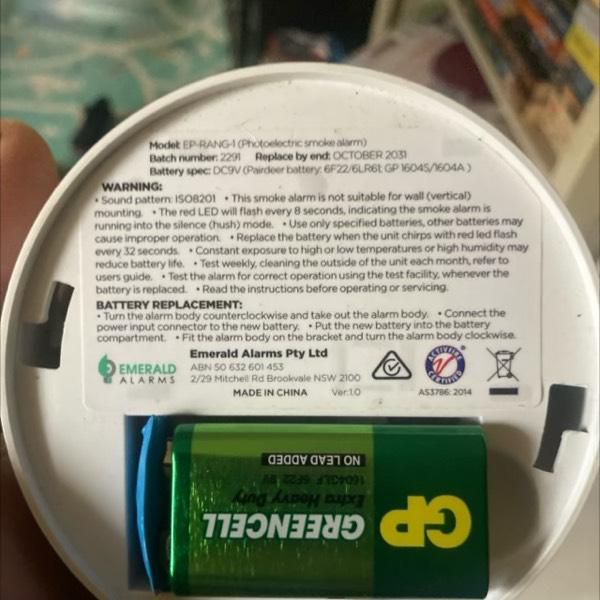 Model: EP-RANG-1 (Photoelectric smoke alarm)
Batch number: 2291 Replace by end: OCTOBER 2031
Battery spec: DC9V (Pairdeer battery: 6F22/6LR61; GP 1604S/1604A )
WARNING:
• Sound pattern: ISO8201 • This smoke alarm is not suitable for wall (vertical)
mounting. • The red LED will flash every 8 seconds, indicating the smoke alarm is
running into the silence (hush) mode. • Use only specified batteries, other batteries may
cause improper operation. • Replace the battery when the unit chirps with red led flash
every 32 seconds. • Constant exposure to high or low temperatures or high humidity may
reduce battery life. • Test weekly, cleaning the outside of the unit each month, refer to
users guide. • Test the alarm for correct operation using the test facility, whenever the
battery is replaced. • Read the instructions before operating or servicing.
BATTERY REPLACEMENT:
• Turn the alarm body counterclockwise and take out the alarm body. • Connect the
power input connector to the new battery. • Put the new battery into the battery
compartment. • Fit the alarm body on the bracket and turn the alarm body clockwise.
EMERALD
ALARMS
Emerald Alarms Pty Ltd
ABN 50 632 601 453
2/29 Mitchell Rd Brookvale NSW 2100
MADE IN CHINA Ver:1.0
ACTIVFIRE
CERTIFIED
AS3786: 2014
GP
GREENCELL
Extra Heavy Duty
1604GLF 6F22 9V
NO LEAD ADDED